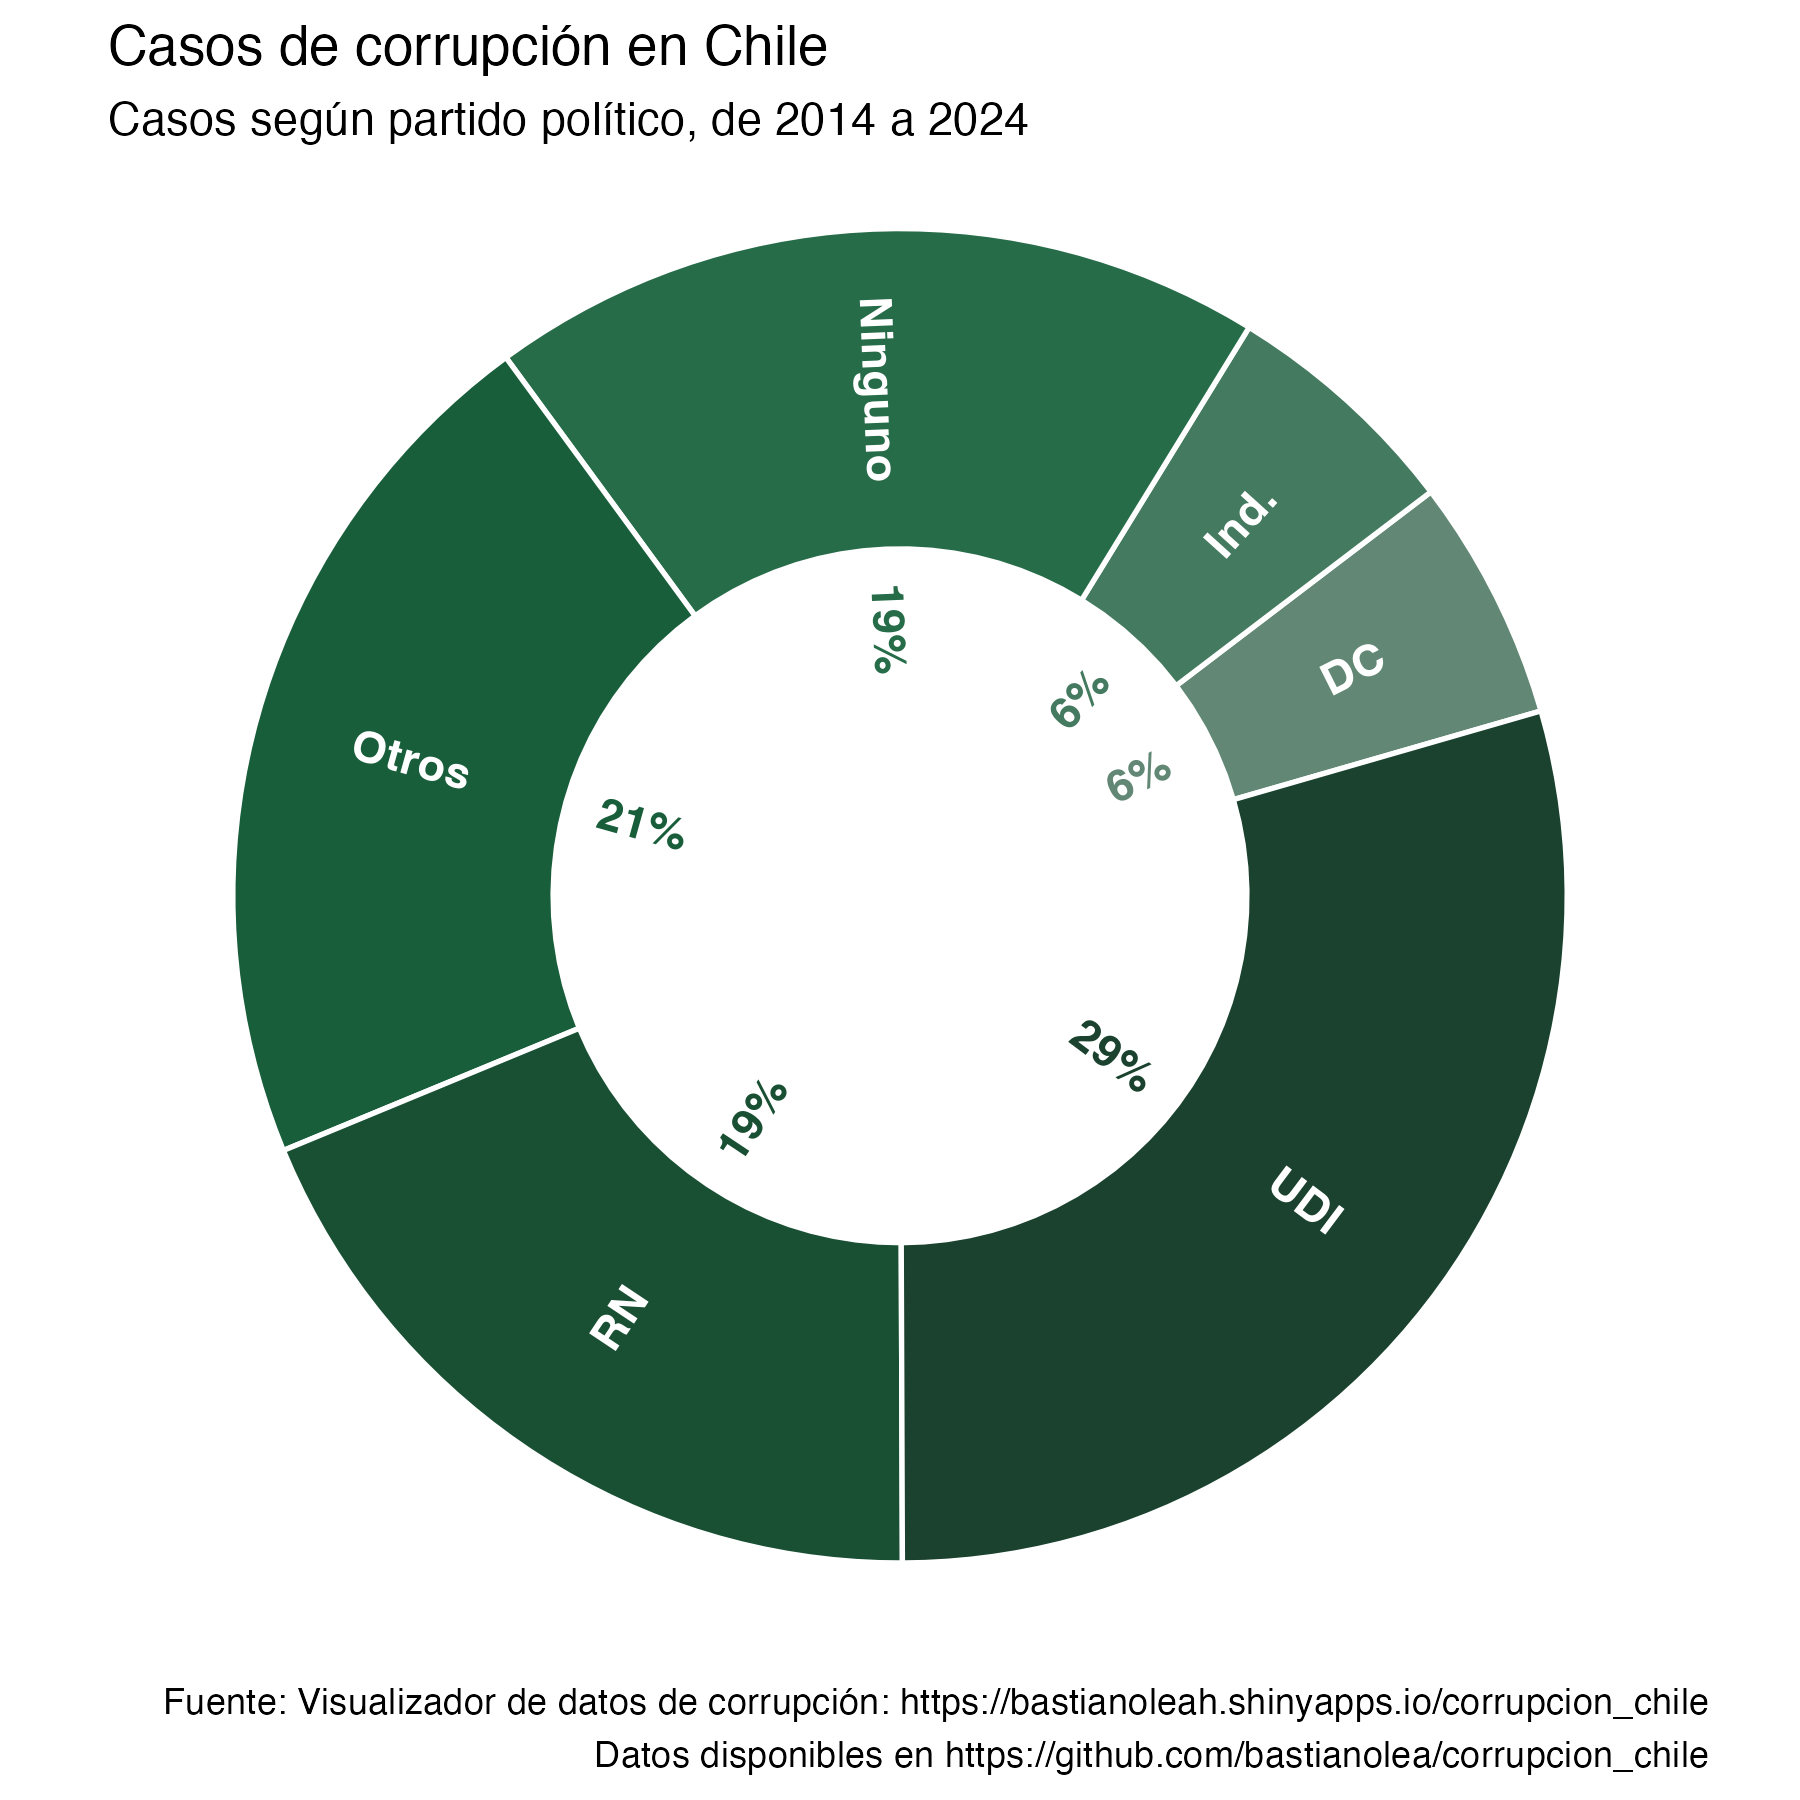 Casos de corrupción en Chile
Casos según partido político, de 2014 a 2024
Ninguno
19%
Ind.
6%
DC
6%
Otros
21%
UDI
29%
RN
19%
Fuente: Visualizador de datos de corrupción: https://bastianoleah.shinyapps.io/corrupcion_chile
Datos disponibles en https://github.com/bastianolea/corrupcion_chile